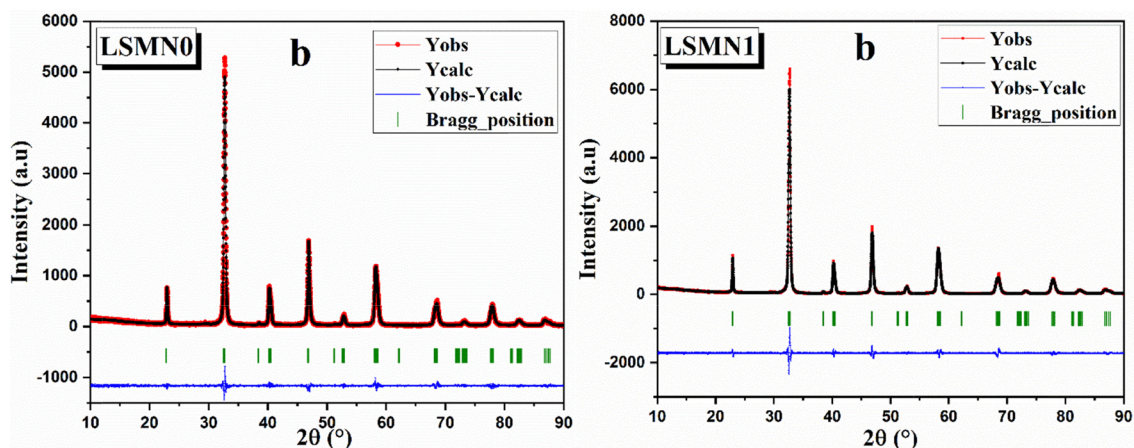 LSMN0
b
Yobs
Ycalc
Yobs-Ycalc
Bragg_position
6000
5000
4000
3000
2000
1000
0
-1000
10 20 30 40 50 60 70 80 90
2θ (°)
Intensity (a.u)
LSMN1
b
Yobs
Ycalc
Yobs-Ycalc
Bragg_position
8000
6000
4000
2000
0
-2000
10 20 30 40 50 60 70 80 90
2θ (°)
Intensity (a.u)